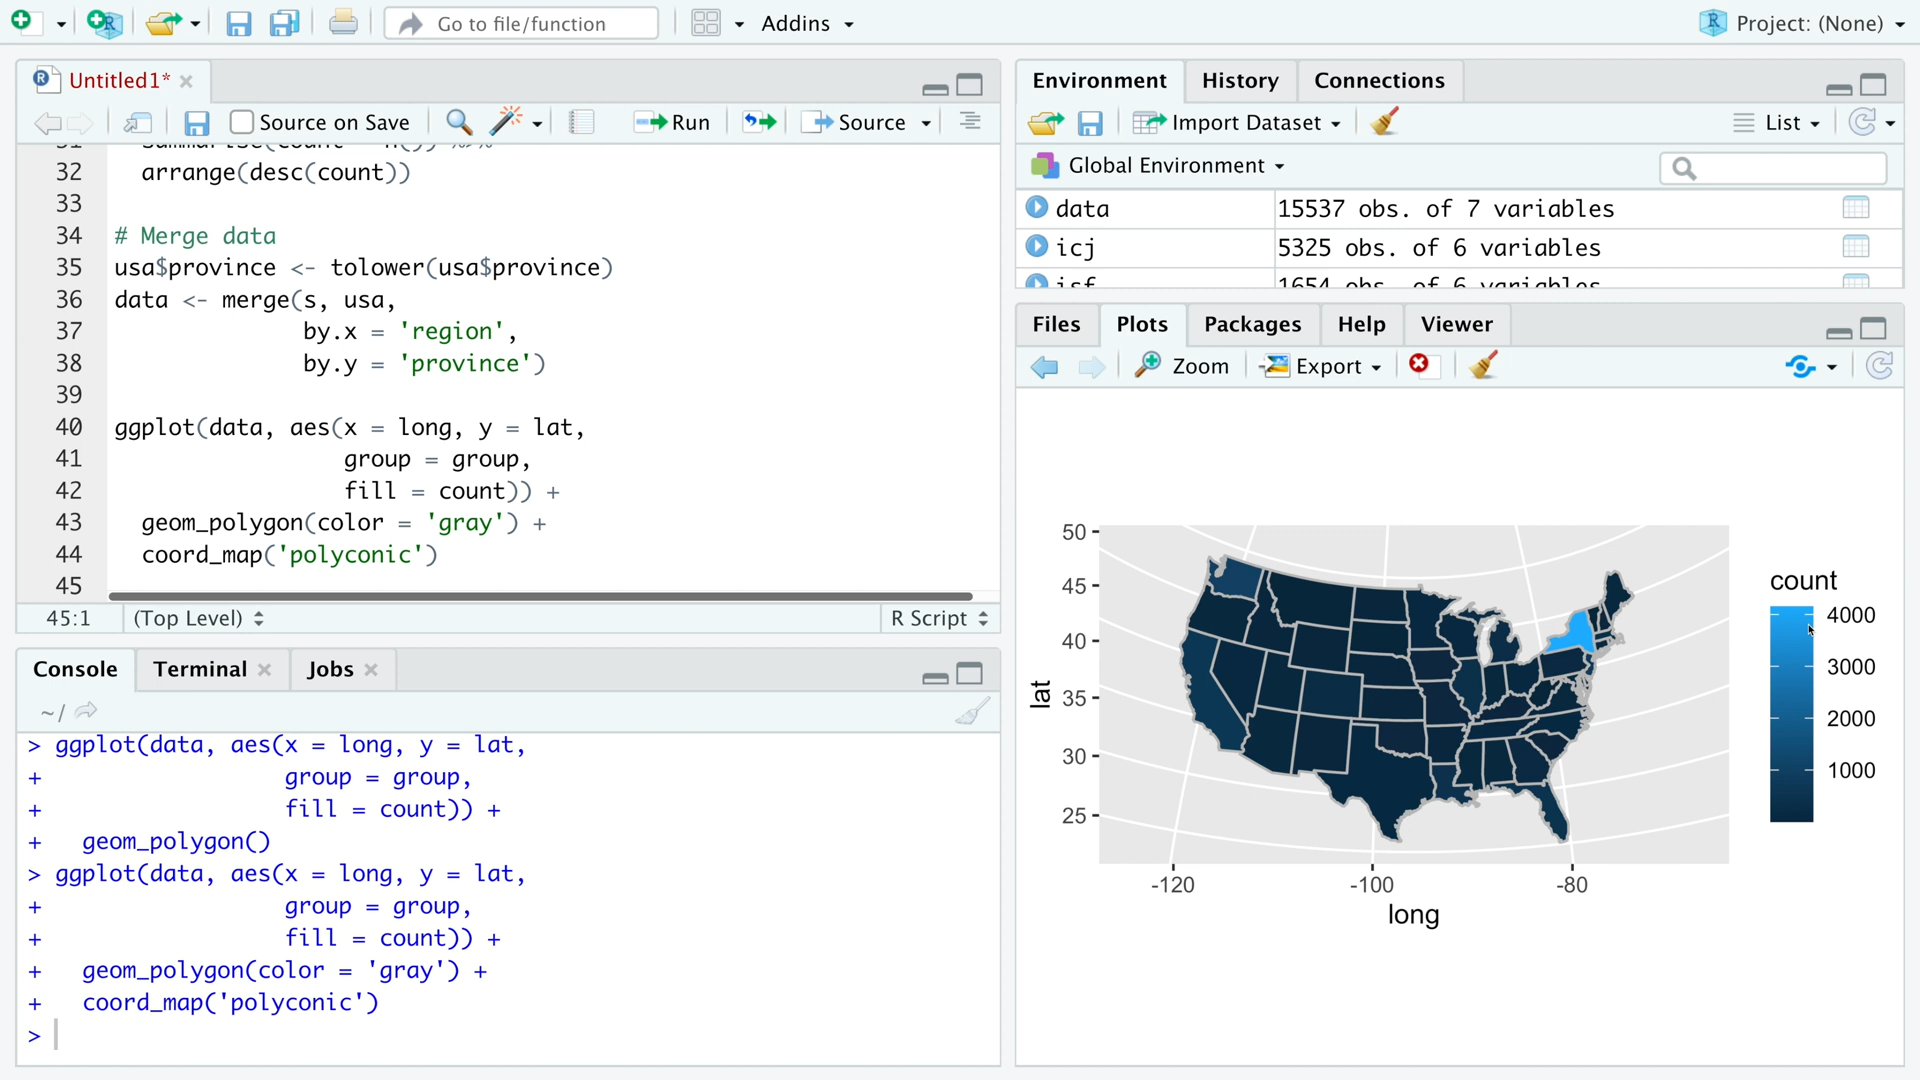 Go to file/function
Addins
Project: (None)
Untitled1*
Source on Save
Run
Source
32 arrange(desc(count))
33
34 # Merge data
35 usa$province <- tolower(usa$province)
36 data <- merge(s, usa,
37 by.x = 'region',
38 by.y = 'province')
39
40 ggplot(data, aes(x = long, y = lat,
41 group = group,
42 fill = count)) +
43 geom_polygon(color = 'gray') +
44 coord_map('polyconic')
45
45:1 (Top Level) R Script
Console Terminal Jobs
~/
> ggplot(data, aes(x = long, y = lat,
+ group = group,
+ fill = count)) +
+ geom_polygon()
> ggplot(data, aes(x = long, y = lat,
+ group = group,
+ fill = count)) +
+ geom_polygon(color = 'gray') +
+ coord_map('polyconic')
>
Environment History Connections
Import Dataset List
Global Environment
data 15537 obs. of 7 variables
icj 5325 obs. of 6 variables
Files Plots Packages Help Viewer
Zoom Export
50
45
40
35
30
25
lat
-120 -100 -80
long
count
4000
3000
2000
1000